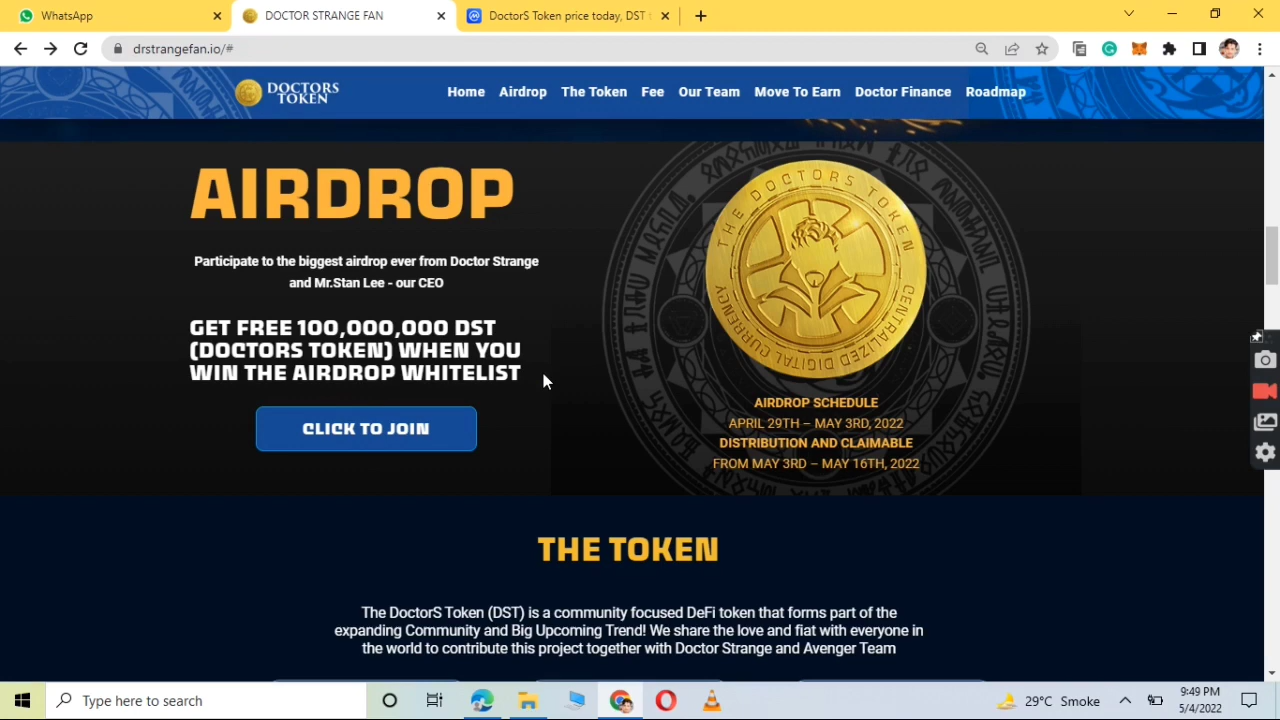 WhatsApp
DOCTOR STRANGE FAN
DoctorS Token price today, DST
drstrangefan.io/#
DOCTORS
TOKEN
Home Airdrop The Token Fee Our Team Move To Earn Doctor Finance Roadmap
AIRDROP
Participate to the biggest airdrop ever from Doctor Strange
and Mr.Stan Lee - our CEO
GET FREE 100,000,000 DST
(DOCTORS TOKEN) WHEN YOU
WIN THE AIRDROP WHITELIST
CLICK TO JOIN
THE DOCTORS TOKEN
CENTRALIZED DIGITAL CURRENCY
AIRDROP SCHEDULE
APRIL 29TH – MAY 3RD, 2022
DISTRIBUTION AND CLAIMABLE
FROM MAY 3RD – MAY 16TH, 2022
THE TOKEN
The DoctorS Token (DST) is a community focused DeFi token that forms part of the
expanding Community and Big Upcoming Trend! We share the love and fiat with everyone in
the world to contribute this project together with Doctor Strange and Avenger Team
Type here to search
29°C Smoke
9:49 PM
5/4/2022